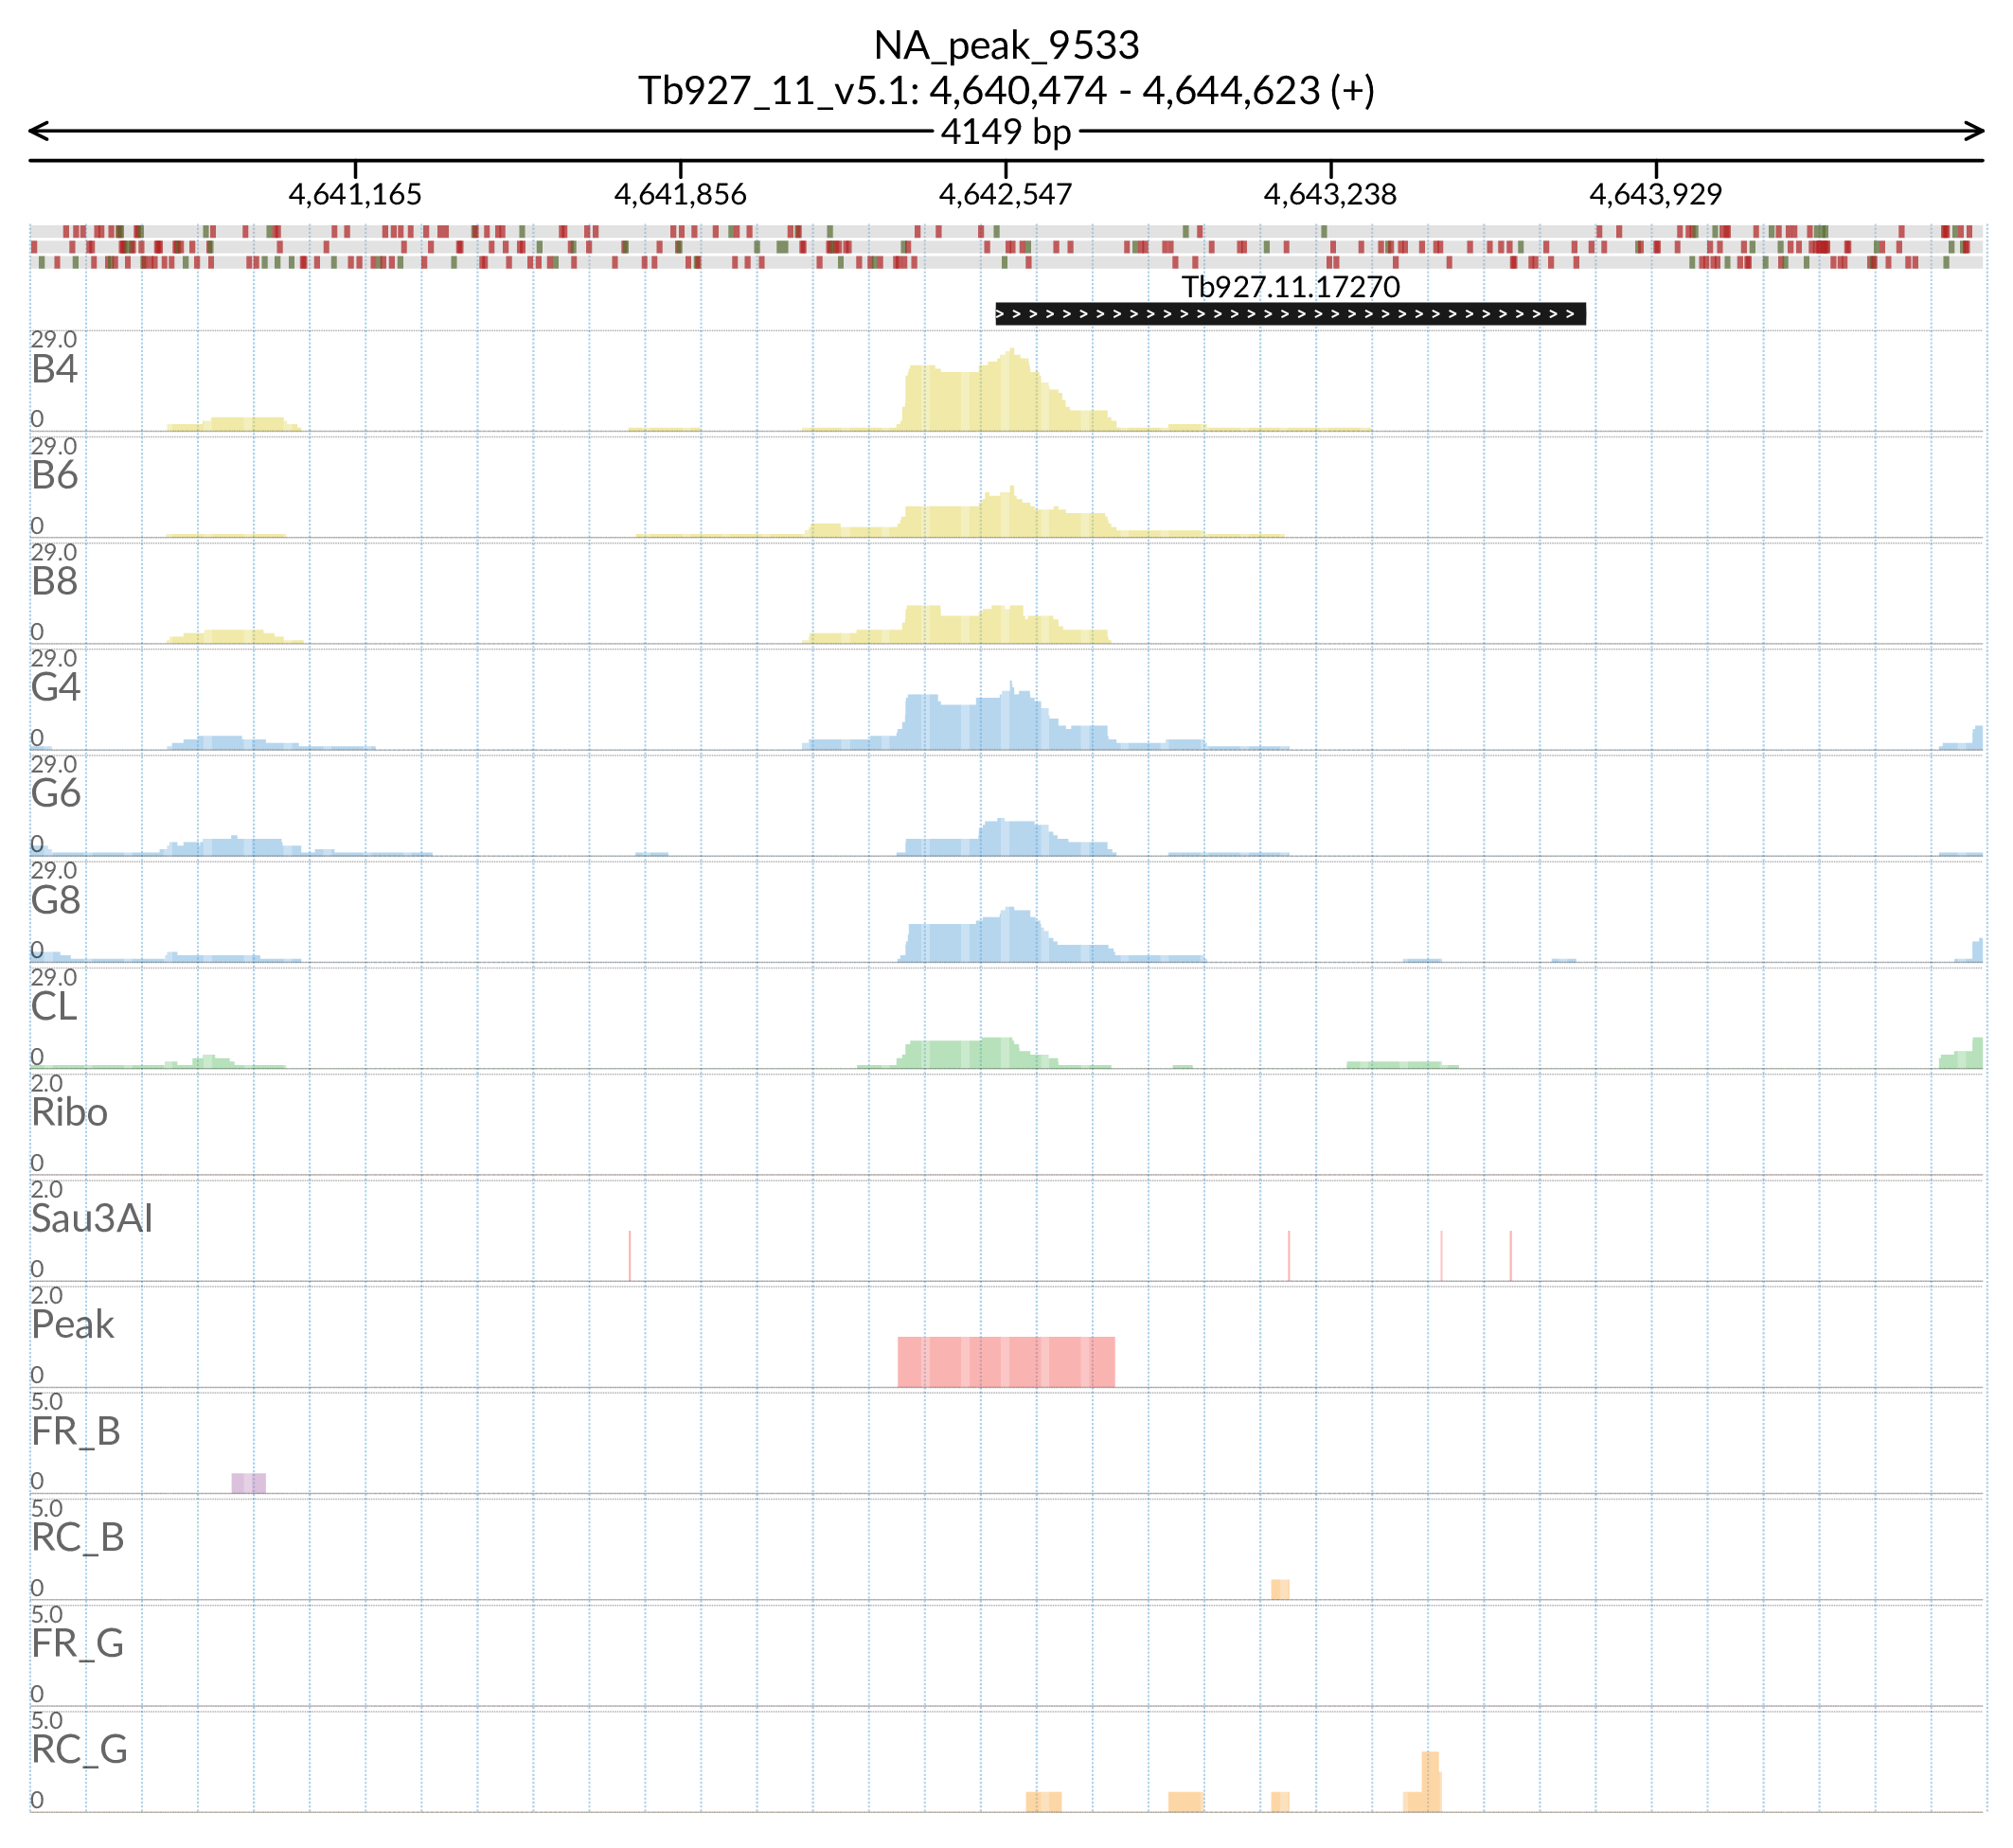 NA_peak_9533
Tb927_11_v5.1: 4,640,474 - 4,644,623 (+)
4149 bp
4,641,165 4,641,856 4,642,547 4,643,238 4,643,929
Tb927.11.17270
> > > > > > > > > > > > > > > > > > > > > > > > > > > > > > > > > > >
29.0
B4
0
29.0
B6
0
29.0
B8
0
29.0
G4
0
29.0
G6
0
29.0
G8
0
29.0
CL
0
2.0
Ribo
0
2.0
Sau3AI
0
2.0
Peak
0
5.0
FR_B
0
5.0
RC_B
0
5.0
FR_G
0
5.0
RC_G
0